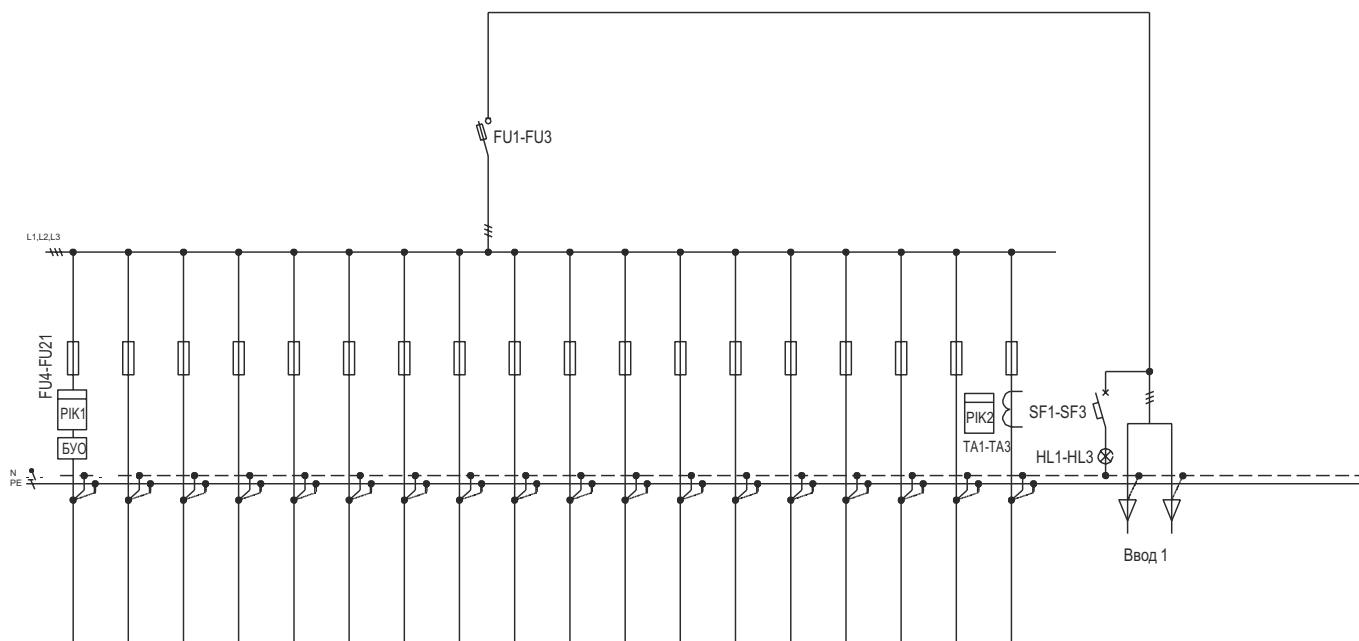 FU1-FU3
L1,L2,L3
FU4-FU21
PIK1
БУО
PIK2
TA1-TA3
SF1-SF3
HL1-HL3
N
PE
Ввод 1